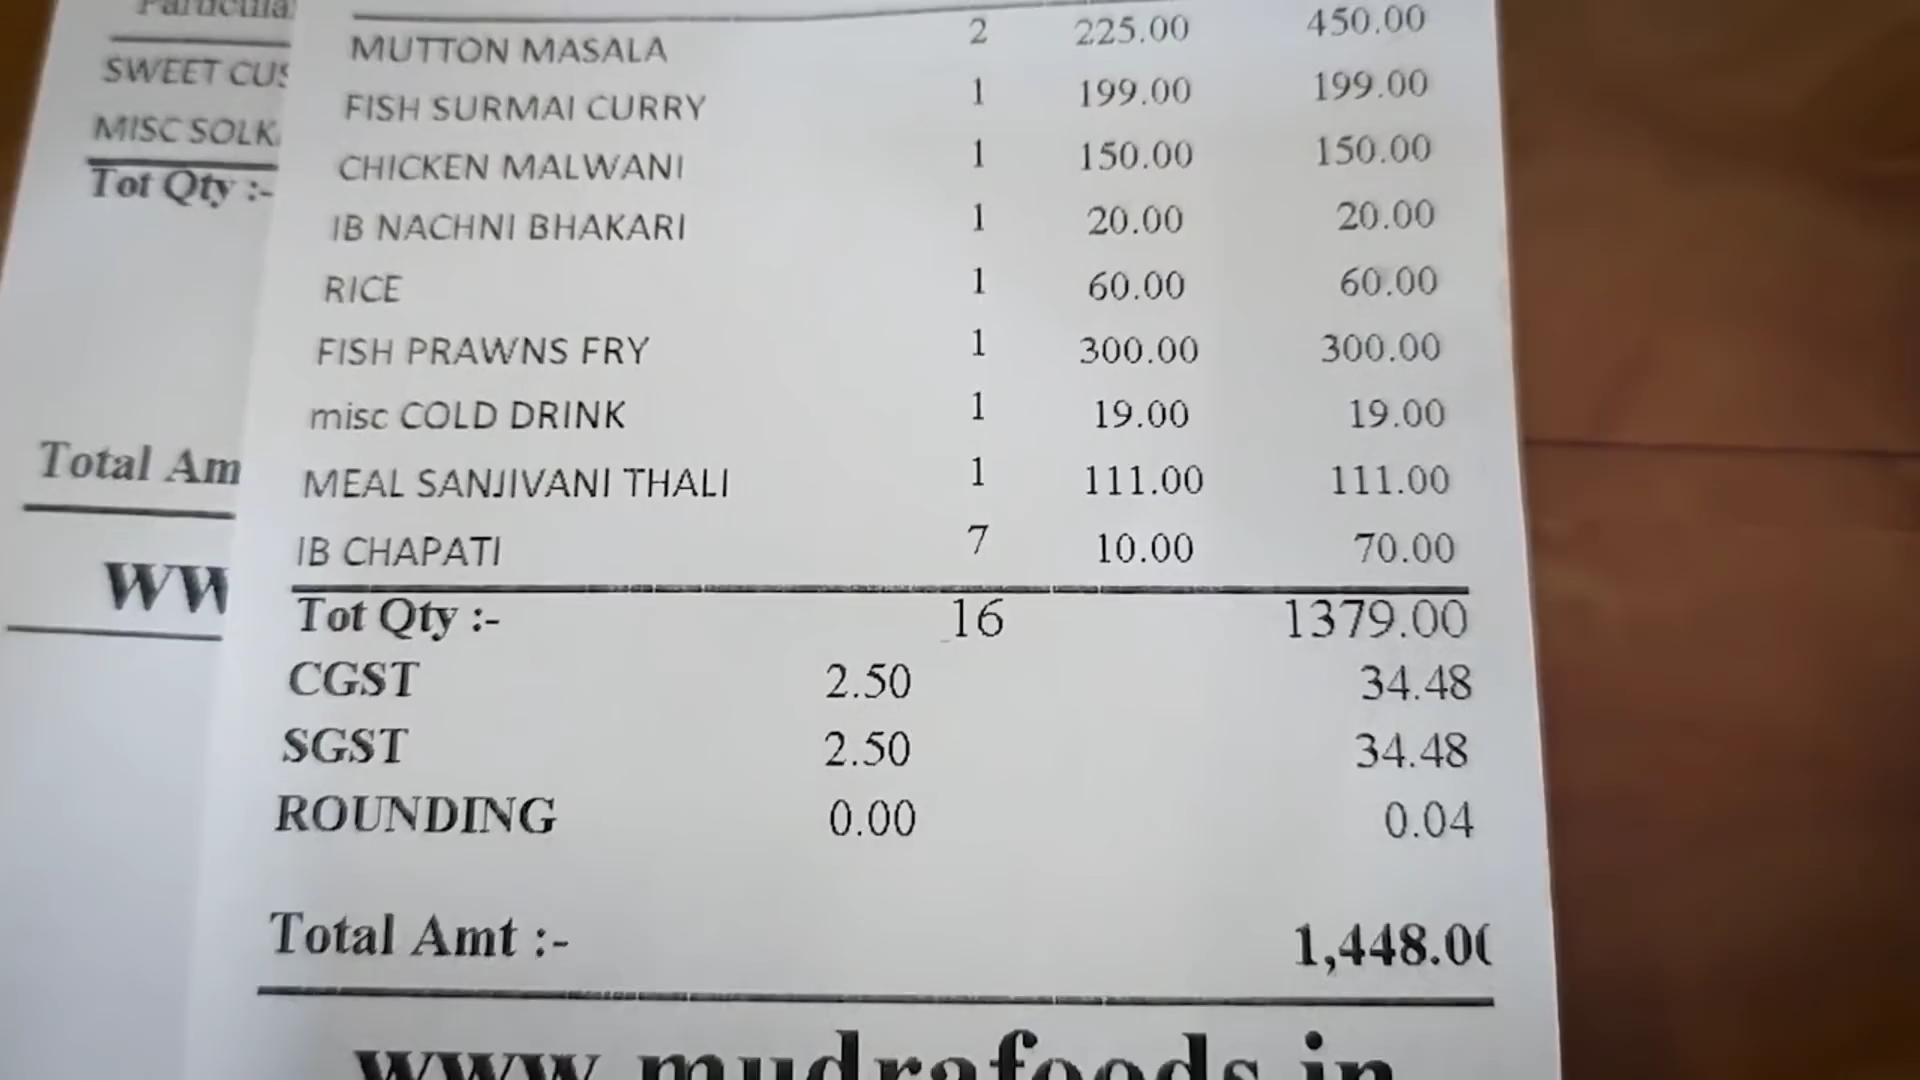 SWEET
MISC
Tot Qty :-
Total
MUTTON MASALA 2 225.00 450.00
FISH SURMAI CURRY 1 199.00 199.00
CHICKEN MALWANI 1 150.00 150.00
IB NACHNI BHAKARI 1 20.00 20.00
RICE 1 60.00 60.00
FISH PRAWNS FRY 1 300.00 300.00
misc COLD DRINK 1 19.00 19.00
MEAL SANJIVANI THALI 1 111.00 111.00
IB CHAPATI 7 10.00 70.00
Tot Qty :- 16 1379.00
CGST 2.50 34.48
SGST 2.50 34.48
ROUNDING 0.00 0.04
Total Amt :- 1,448.00
www.mudrafoods.in